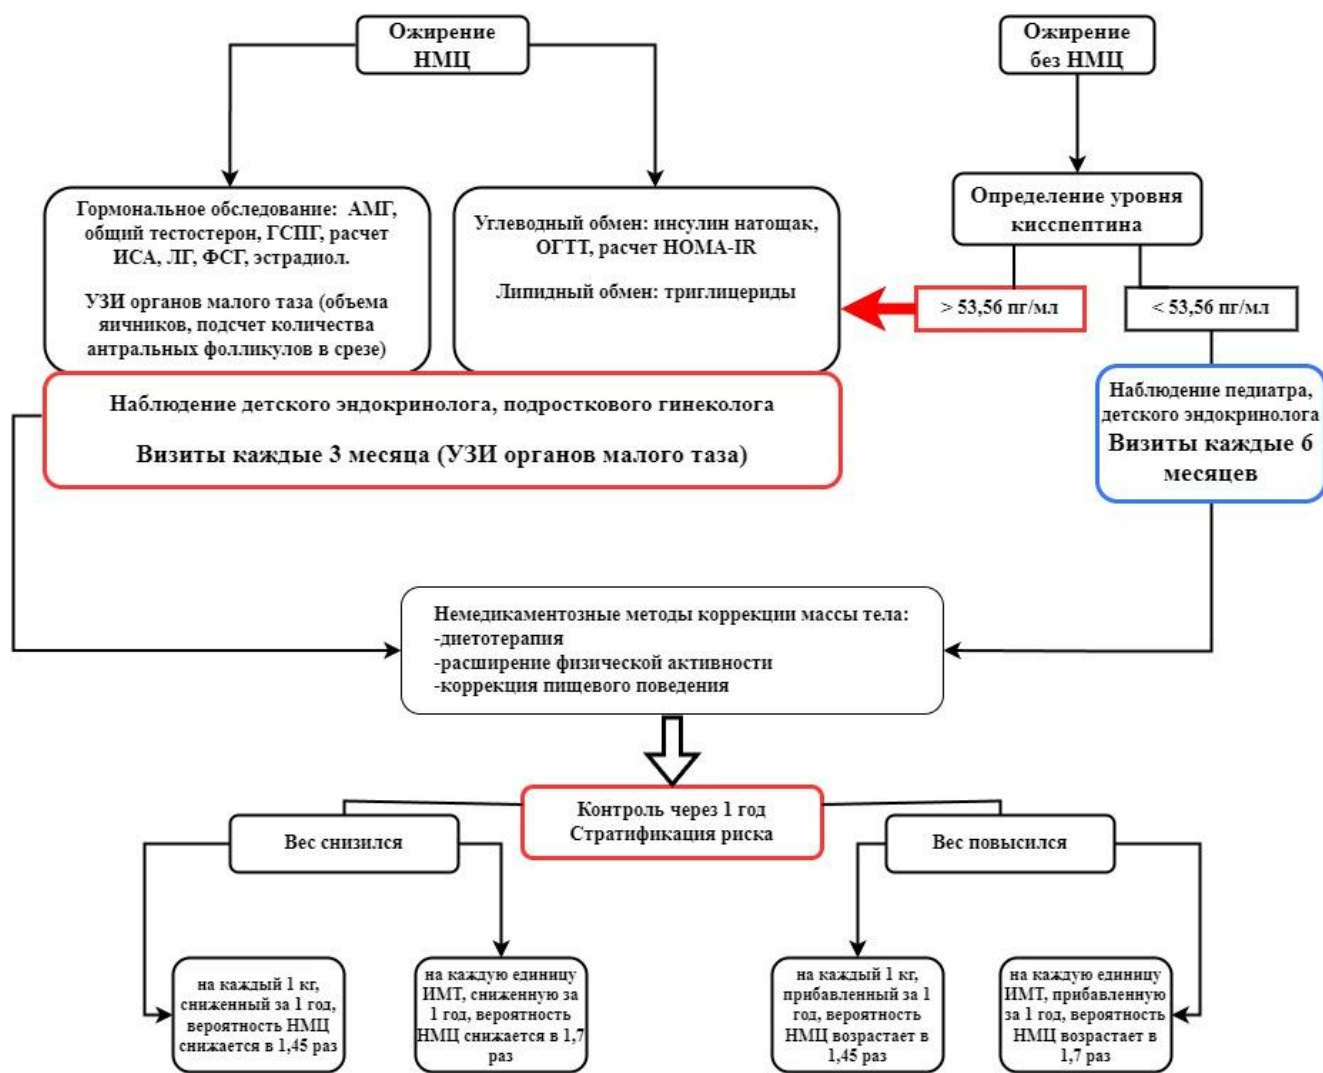 Ожирение
НМЦ
Ожирение
без НМЦ
Гормональное обследование: АМГ,
общий тестостерон, ГСПГ, расчет
ИСА, ЛГ, ФСГ, эстрадиол.
УЗИ органов малого таза (объема
яичников, подсчет количества
антральных фолликулов в срезе)
Углеводный обмен: инсулин натощак,
ОГТТ, расчет HOMA-IR
Липидный обмен: триглицериды
Определение уровня
кисспептина
> 53,56 пг/мл
< 53,56 пг/мл
Наблюдение детского эндокринолога, подросткового гинеколога
Визиты каждые 3 месяца (УЗИ органов малого таза)
Наблюдение педиатра,
детского эндокринолога
Визиты каждые 6
месяцев
Немедикаментозные методы коррекции массы тела:
-диетотерапия
-расширение физической активности
-коррекция пищевого поведения
Контроль через 1 год
Стратификация риска
Вес снизился
Вес повысился
на каждый 1 кг,
сниженный за 1 год,
вероятность НМЦ
снижается в 1,45 раз
на каждую единицу
ИМТ, сниженную за
1 год, вероятность
НМЦ снижается в 1,7
раз
на каждый 1 кг,
прибавленный за 1
год, вероятность
НМЦ возрастает в
1,45 раз
на каждую единицу
ИМТ, прибавленную
за 1 год, вероятность
НМЦ возрастает в
1,7 раз